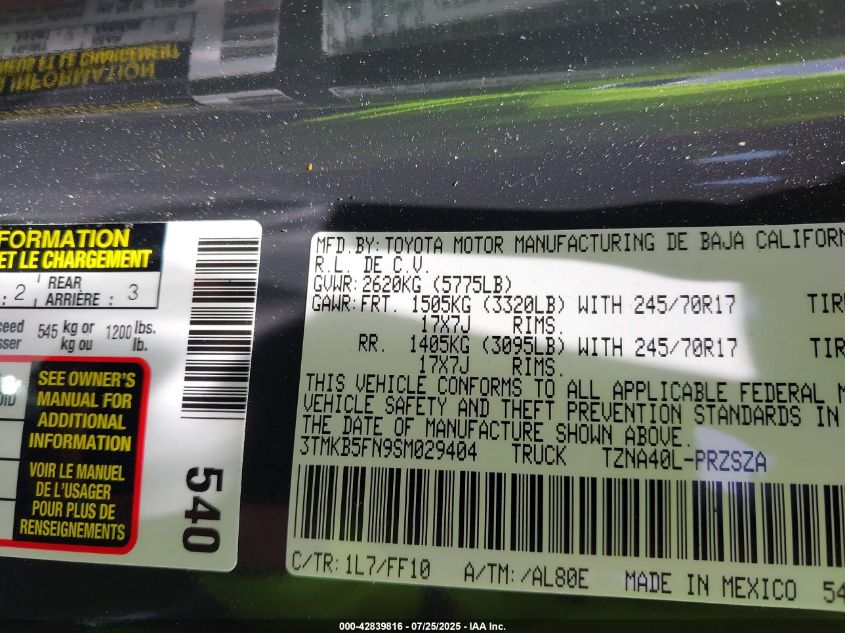 FORMATION
ET LE CHARGEMENT
: 2 REAR ARRIÈRE : 3
545 kg or kg ou 1200 lbs. lb.
SEE OWNER'S
MANUAL FOR
ADDITIONAL
INFORMATION
VOIR LE MANUEL
DE L'USAGER
POUR PLUS DE
RENSEIGNEMENTS
540
MFD. BY: TOYOTA MOTOR MANUFACTURING DE BAJA CALIFORN
R.L. DE C.V.
GVWR: 2620KG (5775LB)
GAWR: FRT. 1505KG (3320LB) WITH 245/70R17 TIR
17X7J RIMS.
RR. 1405KG (3095LB) WITH 245/70R17 TIR
17X7J RIMS.
THIS VEHICLE CONFORMS TO ALL APPLICABLE FEDERAL M
VEHICLE SAFETY AND THEFT PREVENTION STANDARDS IN
THE DATE OF MANUFACTURE SHOWN ABOVE.
3TMKB5FN9SM029404 TRUCK TZNA40L-PRZSZA
C/TR: 1L7/FF10 A/TM: /AL80E MADE IN MEXICO 54
000-42839816 - 07/25/2025 - IAA Inc.